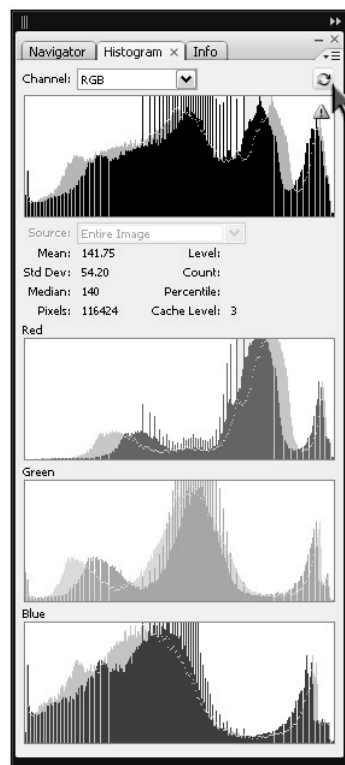 Navigator Histogram × Info
Channel: RGB
Source: Entire Image
Mean: 141.75 Level:
Std Dev: 54.20 Count:
Median: 140 Percentile:
Pixels: 116424 Cache Level: 3
Red
Green
Blue